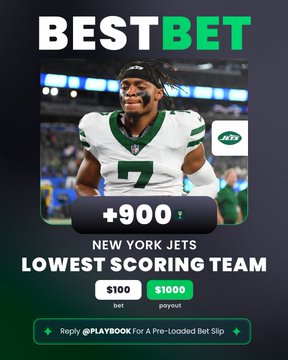 BESTBET
JETS
7
+900
NEW YORK JETS
LOWEST SCORING TEAM
$100 $1000
bet payout
Reply @PLAYBOOK For A Pre-Loaded Bet Slip